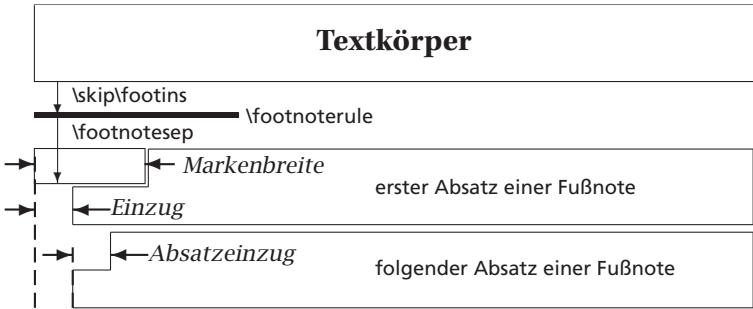 Textkörper
\skip\footins
\footnoterule
\footnotesep
Markenbreite
erster Absatz einer Fußnote
Einzug
Absatzeinzug
folgender Absatz einer Fußnote